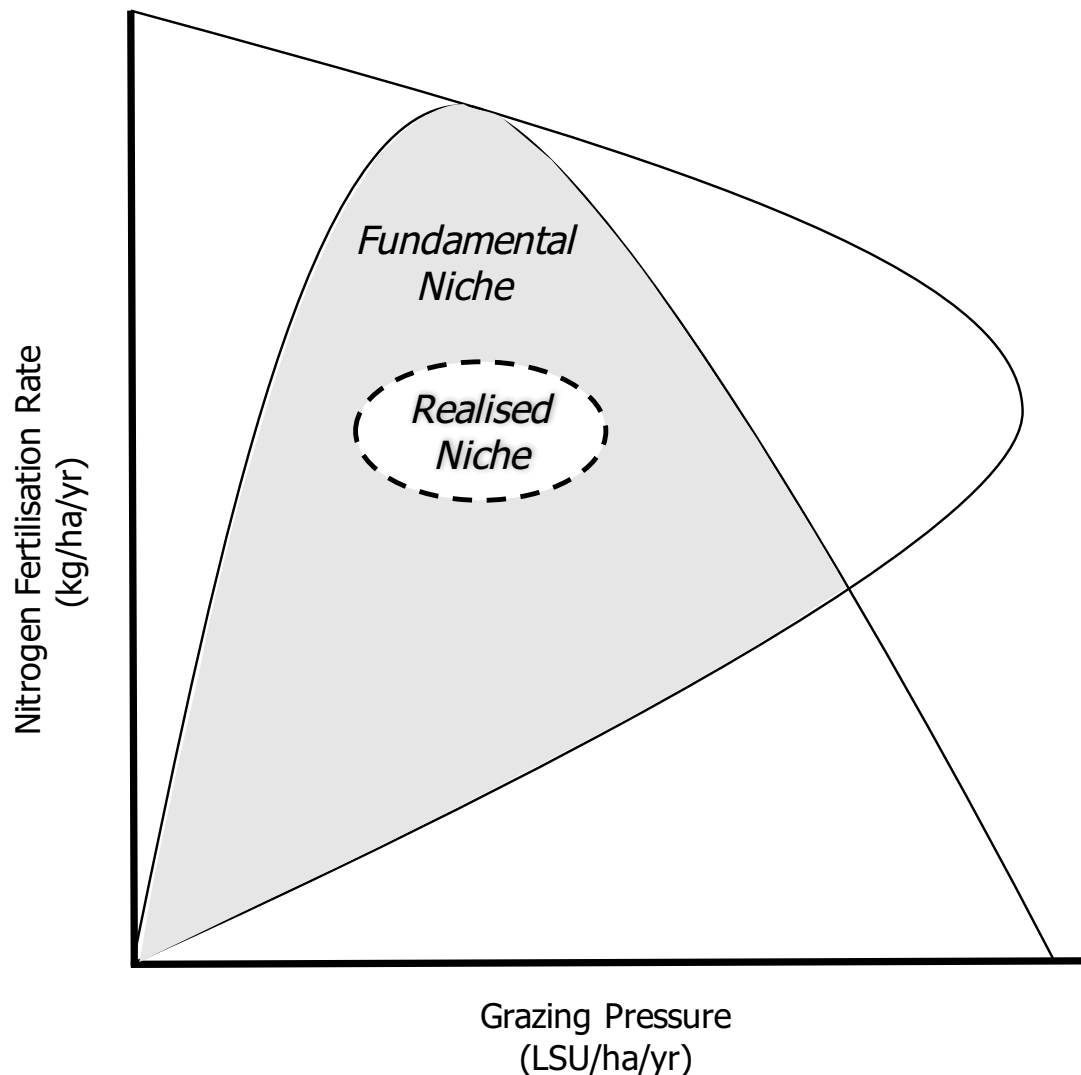 Fundamental
Niche
Realised
Niche
Nitrogen Fertilisation Rate
(kg/ha/yr)
Grazing Pressure
(LSU/ha/yr)